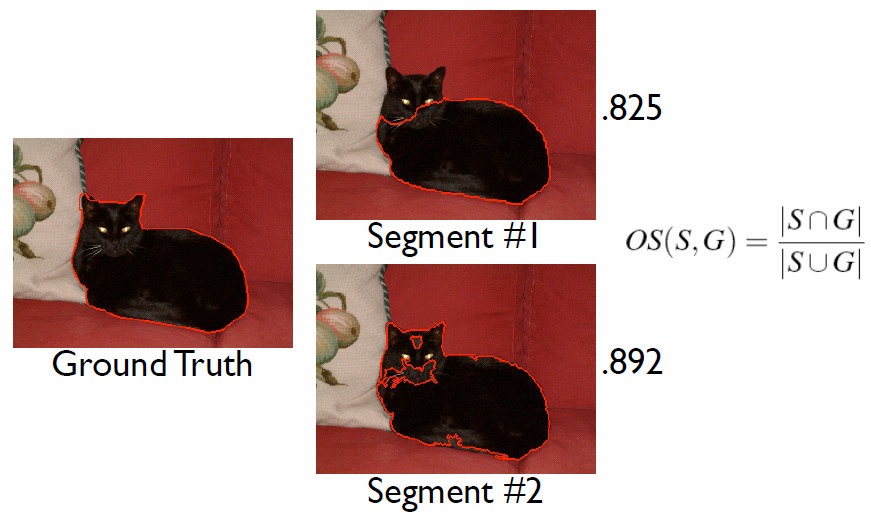 .825
Segment #1
OS(S, G) = |S ∩ G| / |S ∪ G|
Ground Truth
.892
Segment #2